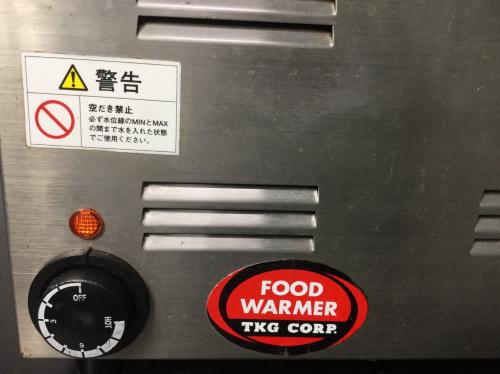 警告
空だき禁止
必ず水位線のMINとMAX
の間まで水を入れた状態
でご使用ください。
OFF
3
6
HOT
FOOD
WARMER
TKG CORP.